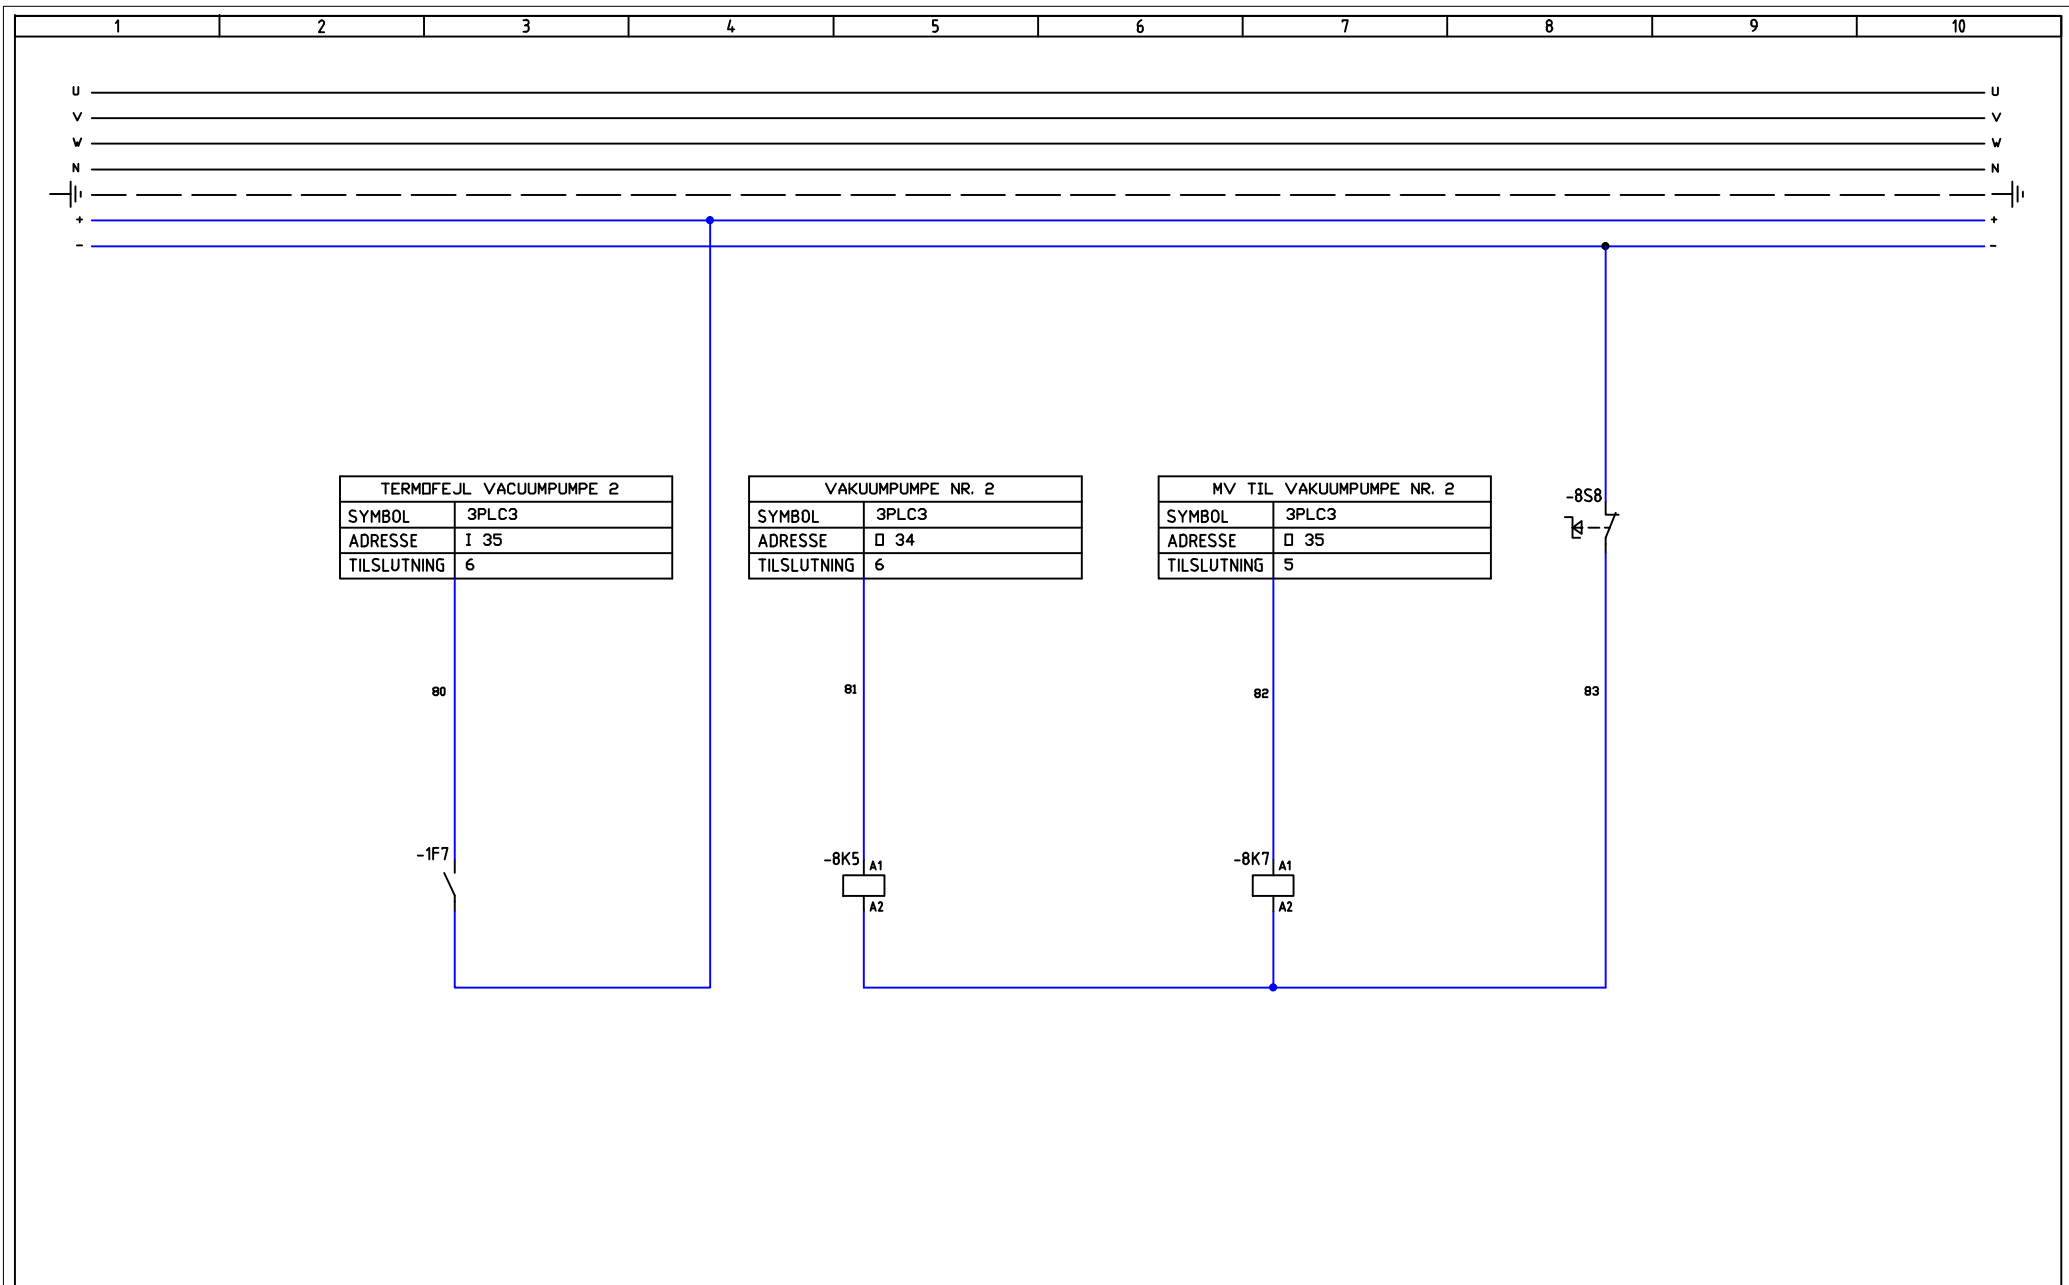 1 2 3 4 5 6 7 8 9 10
U U
V V
W W
N N
+ +
- -
TERMOFEJL VACUUMPUMPE 2
SYMBOL 3PLC3
ADRESSE I 35
TILSLUTNING 6
VAKUUMPUMPE NR. 2
SYMBOL 3PLC3
ADRESSE O 34
TILSLUTNING 6
MV TIL VAKUUMPUMPE NR. 2
SYMBOL 3PLC3
ADRESSE O 35
TILSLUTNING 5
-8S8
80
81
82
83
-1F7
-8K5 A1
A2
-8K7 A1
A2